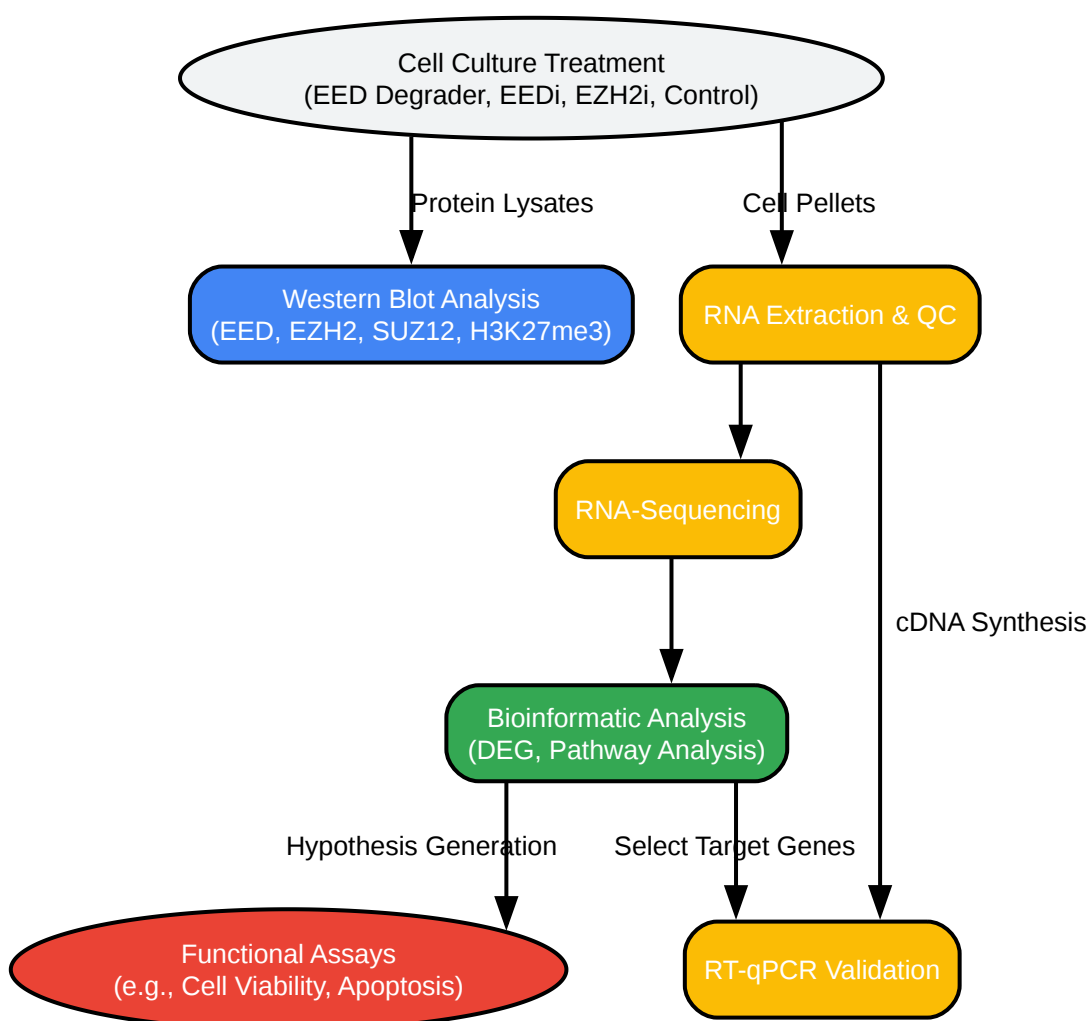 Cell Culture Treatment
(EED Degrader, EEDi, EZH2i, Control)
Protein Lysates
Cell Pellets
Western Blot Analysis
(EED, EZH2, SUZ12, H3K27me3)
RNA Extraction & QC
RNA-Sequencing
cDNA Synthesis
Bioinformatic Analysis
(DEG, Pathway Analysis)
Hypothesis Generation
Select Target Genes
Functional Assays
(e.g., Cell Viability, Apoptosis)
RT-qPCR Validation